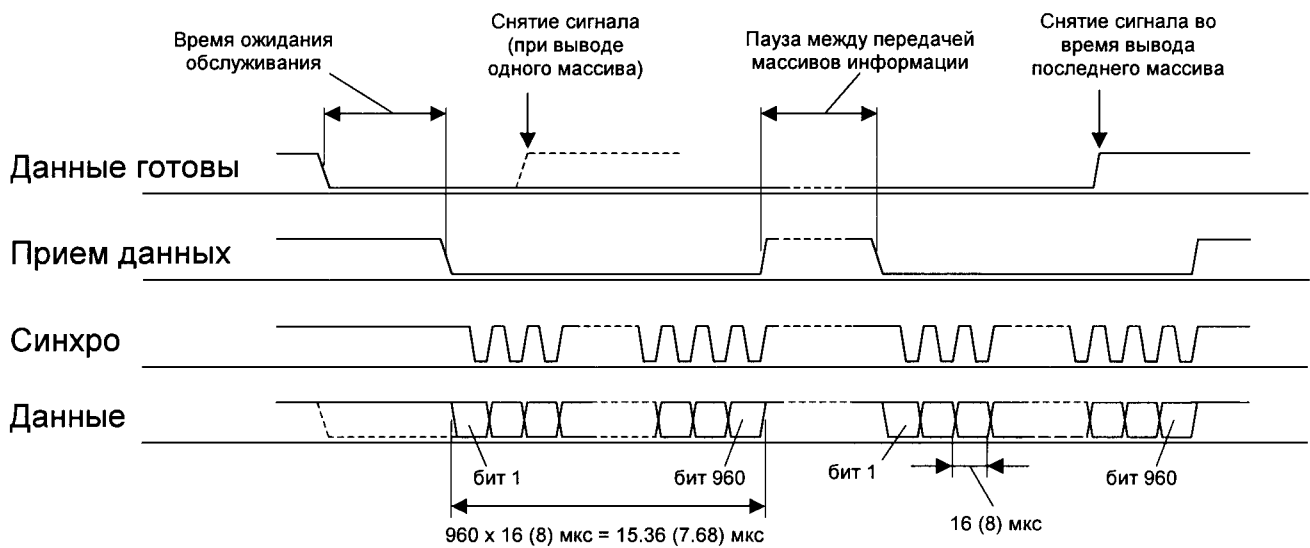 Время ожидания
обслуживания
Снятие сигнала
(при выводе
одного массива)
Пауза между передачей
массивов информации
Снятие сигнала во
время вывода
последнего массива
Данные готовы
Прием данных
Синхро
Данные
бит 1
бит 960
бит 1
бит 960
960 x 16 (8) мкс = 15.36 (7.68) мкс
16 (8) мкс